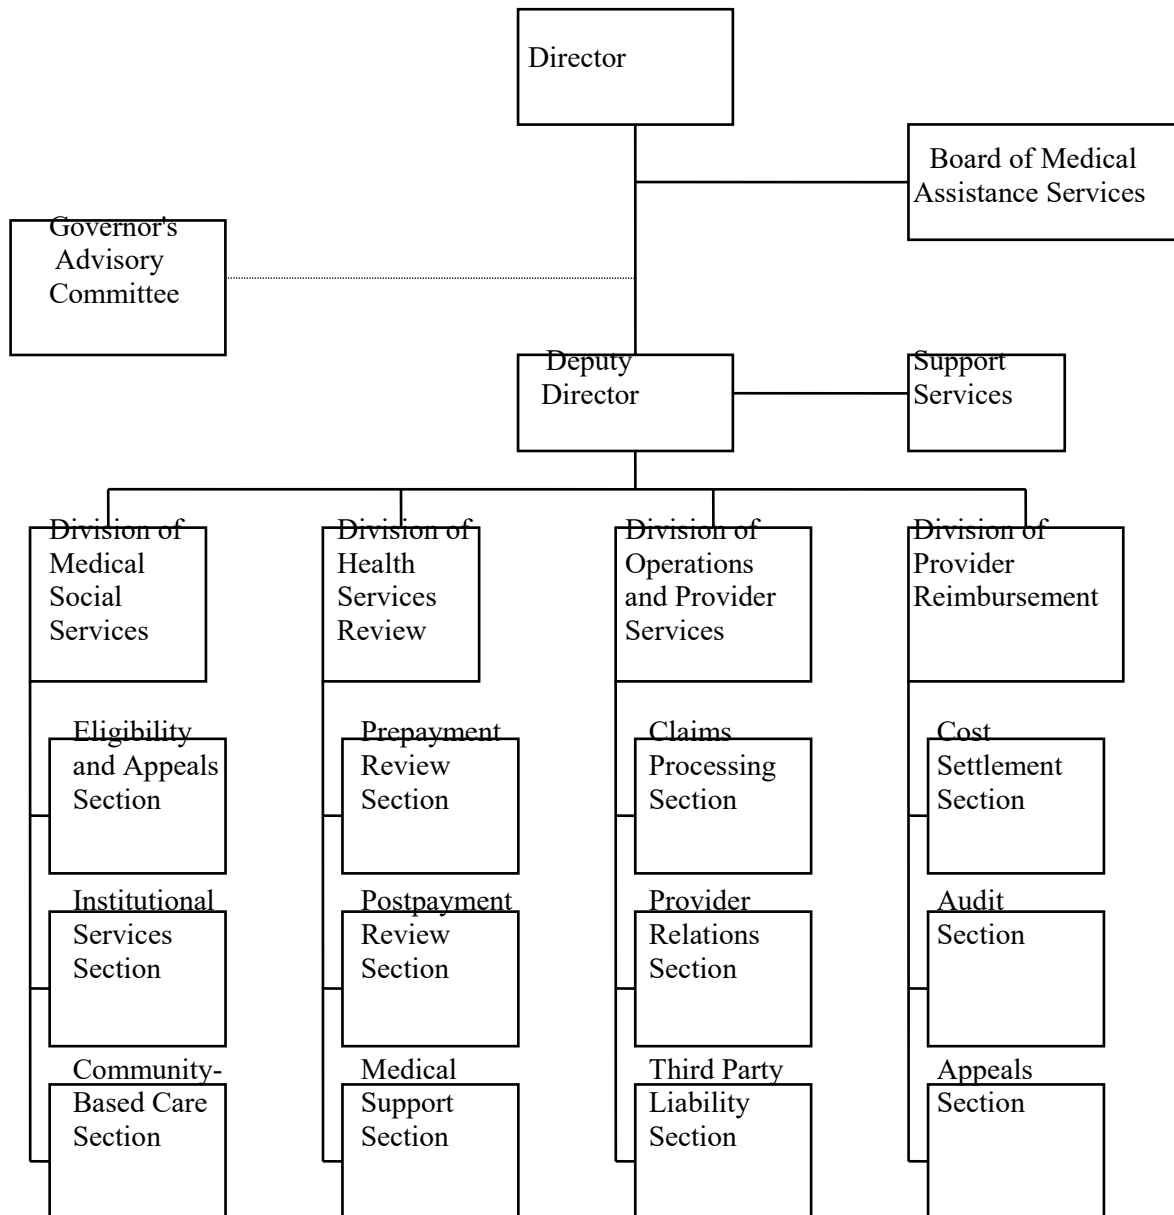 Director
Board of Medical
Assistance Services
Governor's
Advisory
Committee
Deputy
Director
Support
Services
Division of
Medical
Social
Services
Division of
Health
Services
Review
Division of
Operations
and Provider
Services
Division of
Provider
Reimbursement
Eligibility
and Appeals
Section
Prepayment
Review
Section
Claims
Processing
Section
Cost
Settlement
Section
Institutional
Services
Section
Postpayment
Review
Section
Provider
Relations
Section
Audit
Section
Community-
Based Care
Section
Medical
Support
Section
Third Party
Liability
Section
Appeals
Section